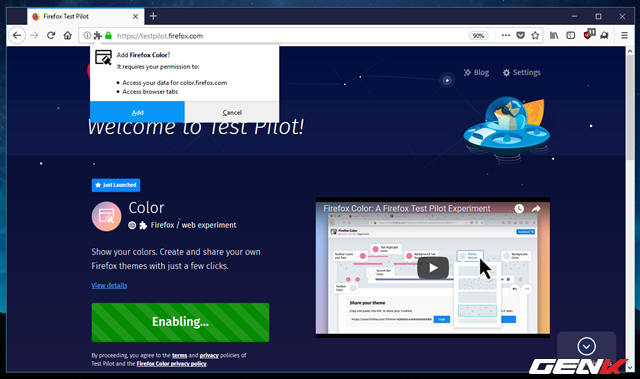 Firefox Test Pilot
https://testpilot.firefox.com
90%
11
Add Firefox Color?
It requires your permission to:
Access your data for color.firefox.com
Access browser tabs
Add
Cancel
Blog
Settings
Welcome to Test Pilot!
Just Launched
Color
Firefox / web experiment
Show your colors. Create and share your
own Firefox themes with just a few clicks.
View details
Enabling...
By proceeding, you agree to the terms and privacy policies of
Test Pilot and the Firefox Color privacy policy.
Firefox Color: A Firefox Test Pilot Experiment
Firefox Color
Share your theme
GENK